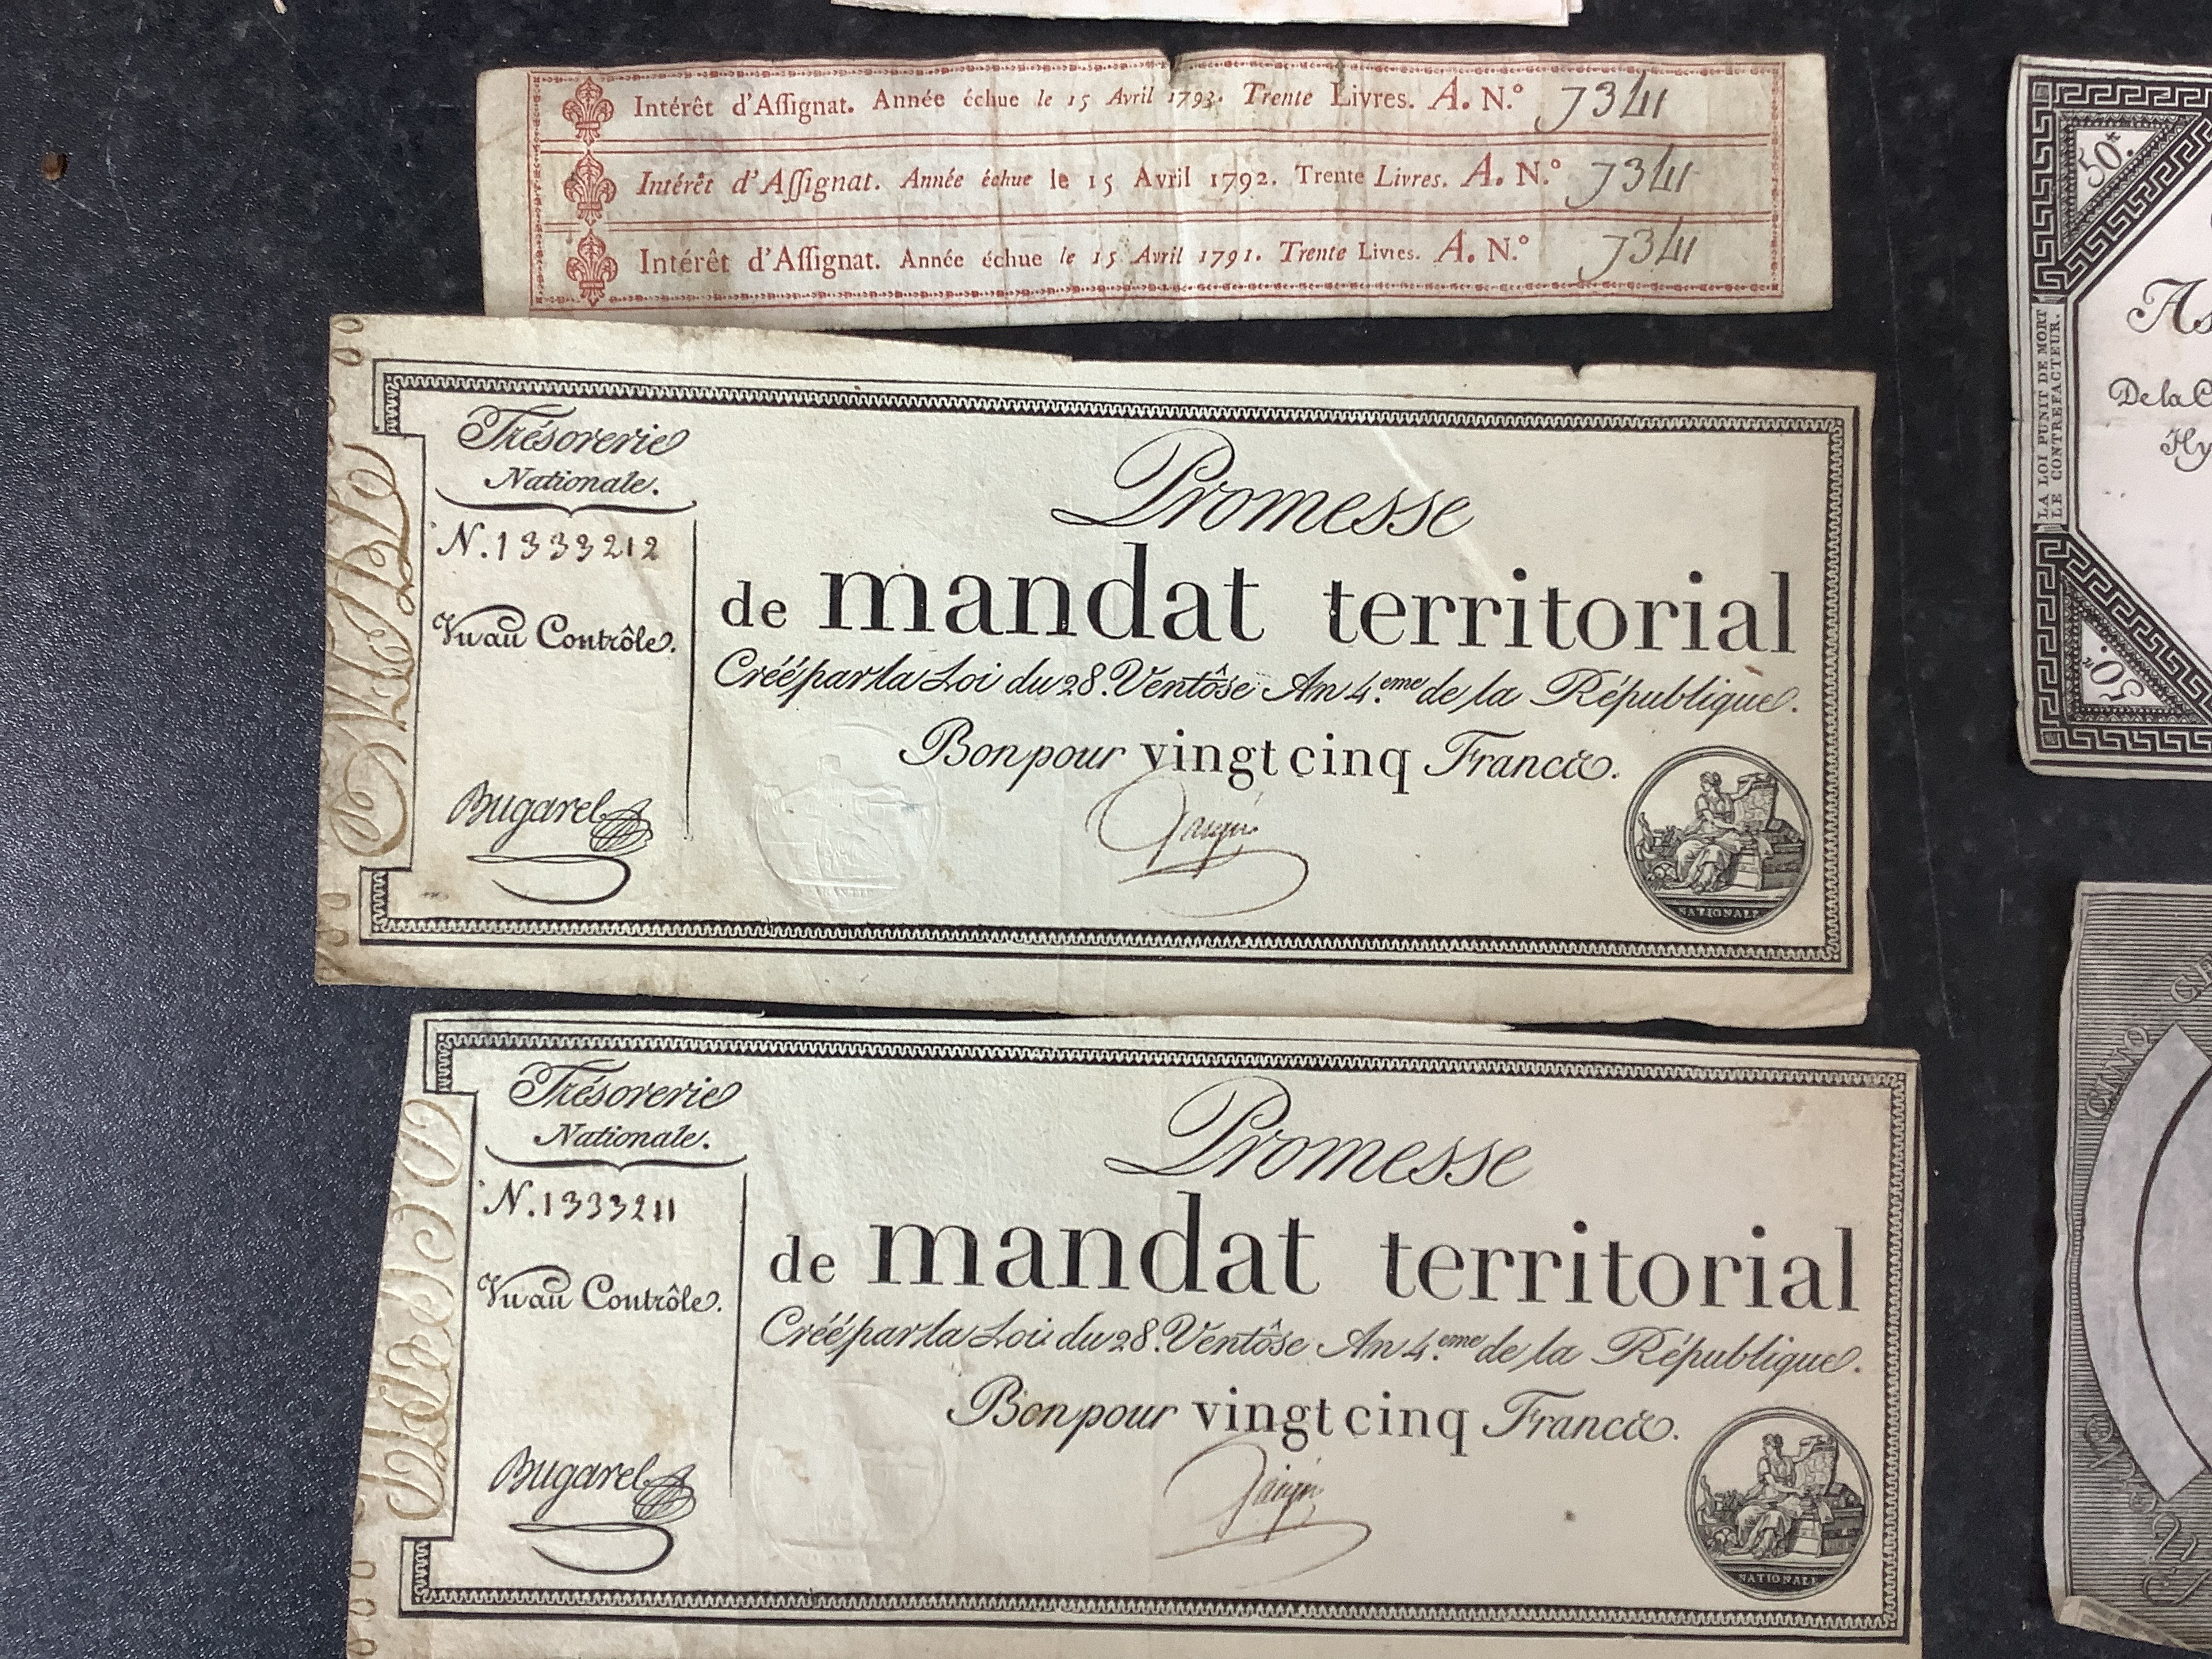 Intérêt d'Aſſignat. Année échue le 15 Avril 1793. Trente Livres. A. N.° 7341
Intérêt d'Aſſignat. Année échue le 15 Avril 1792. Trente Livres. A. N.° 7341
Intérêt d'Aſſignat. Année échue le 15 Avril 1791. Trente Livres. A. N.° 7341
Trésorerie
Nationale.
N. 1333212
Vu au Contrôle.
Bugarel
Promesse
de mandat territorial
Créé par la Loi du 28. Ventôse An 4.eme de la République.
Bon pour vingt cinq Francs.
NATIONALE
Trésorerie
Nationale.
N. 1333211
Vu au Contrôle.
Bugarel
Promesse
de mandat territorial
Créé par la Loi du 28. Ventôse An 4.eme de la République.
Bon pour vingt cinq Francs.
NATIONALE
50.
As
De la
Hy
LA LOI PUNIT DE MORT
LE CONTREFACTEUR.
50.
CINQ